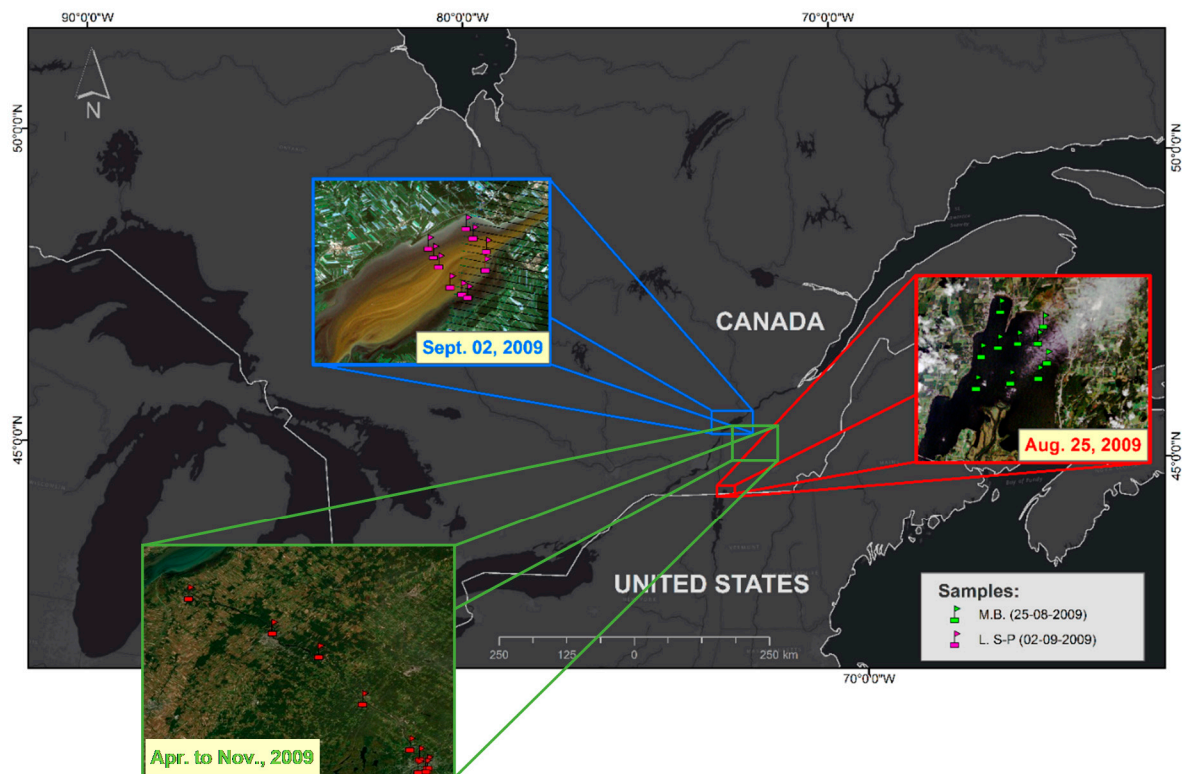 90°0'0"W
80°0'0"W
70°0'0"W
N
50°0'0"N
50°0'0"N
Sept. 02, 2009
CANADA
Aug. 25, 2009
45°0'0"N
45°0'0"N
UNITED STATES
Samples:
M.B. (25-08-2009)
L. S-P (02-09-2009)
250 125 0 125 250 km
70°0'0"W
Apr. to Nov., 2009